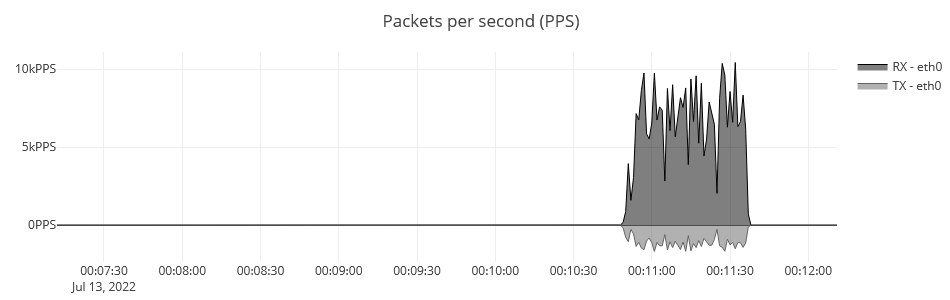 Packets per second (PPS)
10kPPS
5kPPS
0PPS
RX - eth0
TX - eth0
00:07:30 00:08:00 00:08:30 00:09:00 00:09:30 00:10:00 00:10:30 00:11:00 00:11:30 00:12:00
Jul 13, 2022